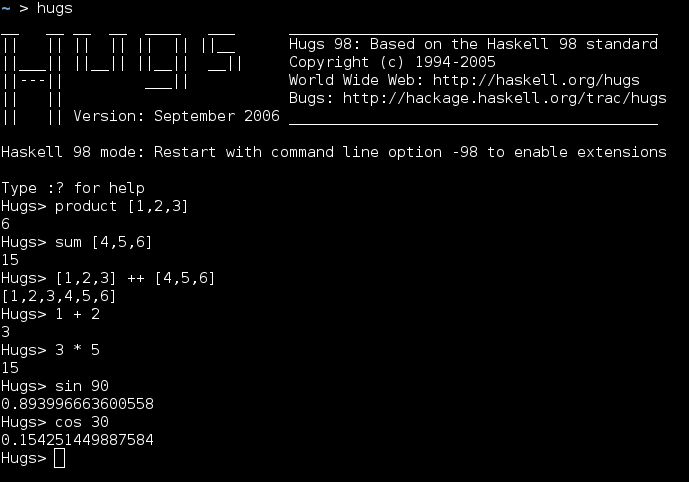 ~ > hugs
__   __ __  __  ____   ___      _________________________________________
||   || ||  || ||  || ||__      Hugs 98: Based on the Haskell 98 standard
||___|| ||__|| ||__||  __||     Copyright (c) 1994-2005
||---||         ___||           World Wide Web: http://haskell.org/hugs
||   ||                         Bugs: http://hackage.haskell.org/trac/hugs
||   || Version: September 2006 _________________________________________
Haskell 98 mode: Restart with command line option -98 to enable extensions
Type :? for help
Hugs> product [1,2,3]
6
Hugs> sum [4,5,6]
15
Hugs> [1,2,3] ++ [4,5,6]
[1,2,3,4,5,6]
Hugs> 1 + 2
3
Hugs> 3 * 5
15
Hugs> sin 90
0.893996663600558
Hugs> cos 30
0.154251449887584
Hugs>